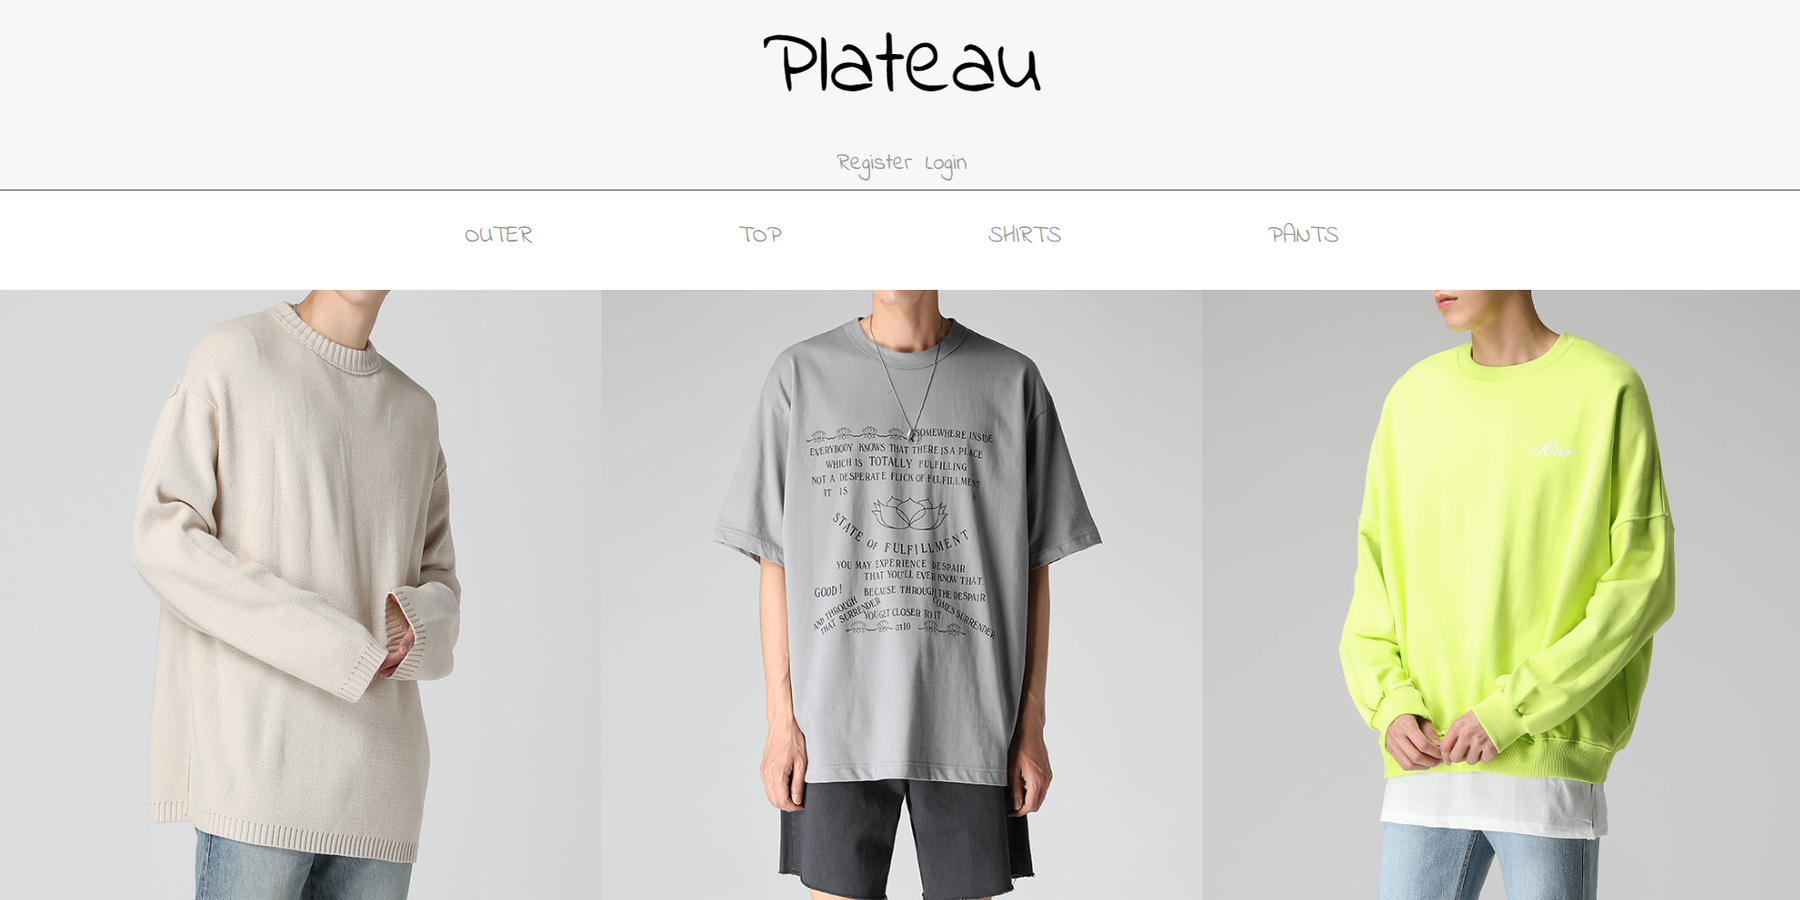 Plateau
Register Login
OUTER TOP SHIRTS PANTS
SOMEWHERE INSIDE
EVERYBODY KNOWS THAT THERE IS A PLACE
WHICH IS TOTALLY FULFILLING
NOT A DESPERATE FLICK OF FULFILLMENT
IT IS
STATE OF FULFILLMENT
YOU MAY EXPERIENCE DESPAIR
THAT YOU'LL EVER KNOW THAT.
GOOD! BECAUSE THROUGH THE DESPAIR
AND THROUGH COMES SURRENDER
THAT SURRENDER YOU GET CLOSER TO IT.
River